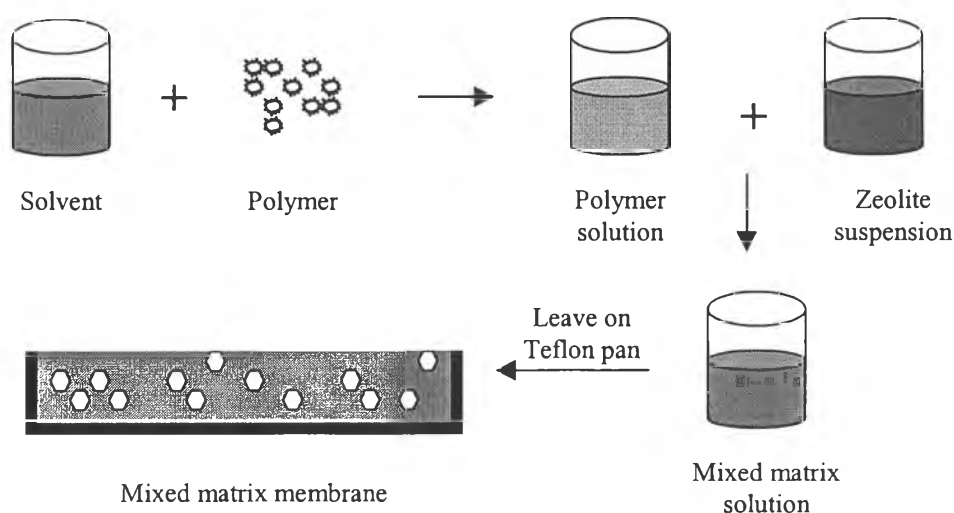 +
+
Solvent
Polymer
Polymer
solution
Zeolite
suspension
Leave on
Teflon pan
Mixed matrix
solution
Mixed matrix membrane